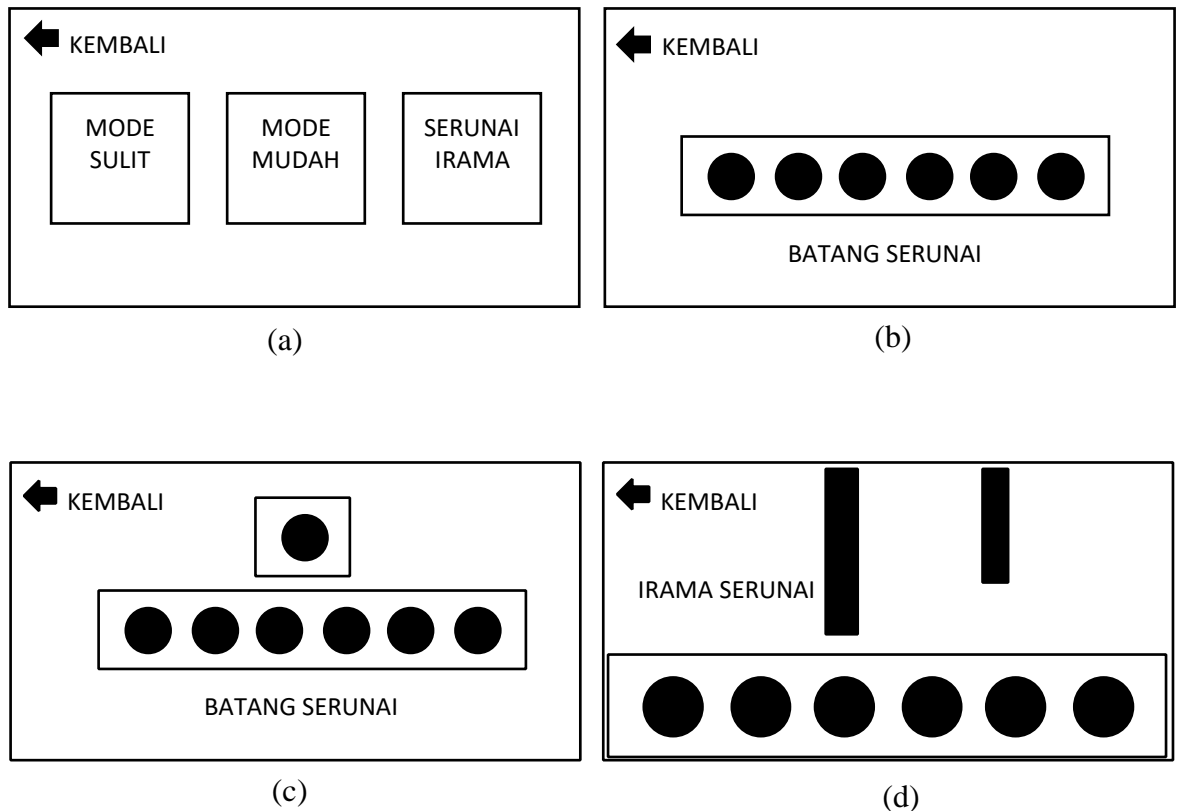 KEMBALI
MODE
SULIT
MODE
MUDAH
SERUNAI
IRAMA
(a)
KEMBALI
BATANG SERUNAI
(b)
KEMBALI
BATANG SERUNAI
(c)
KEMBALI
IRAMA SERUNAI
(d)